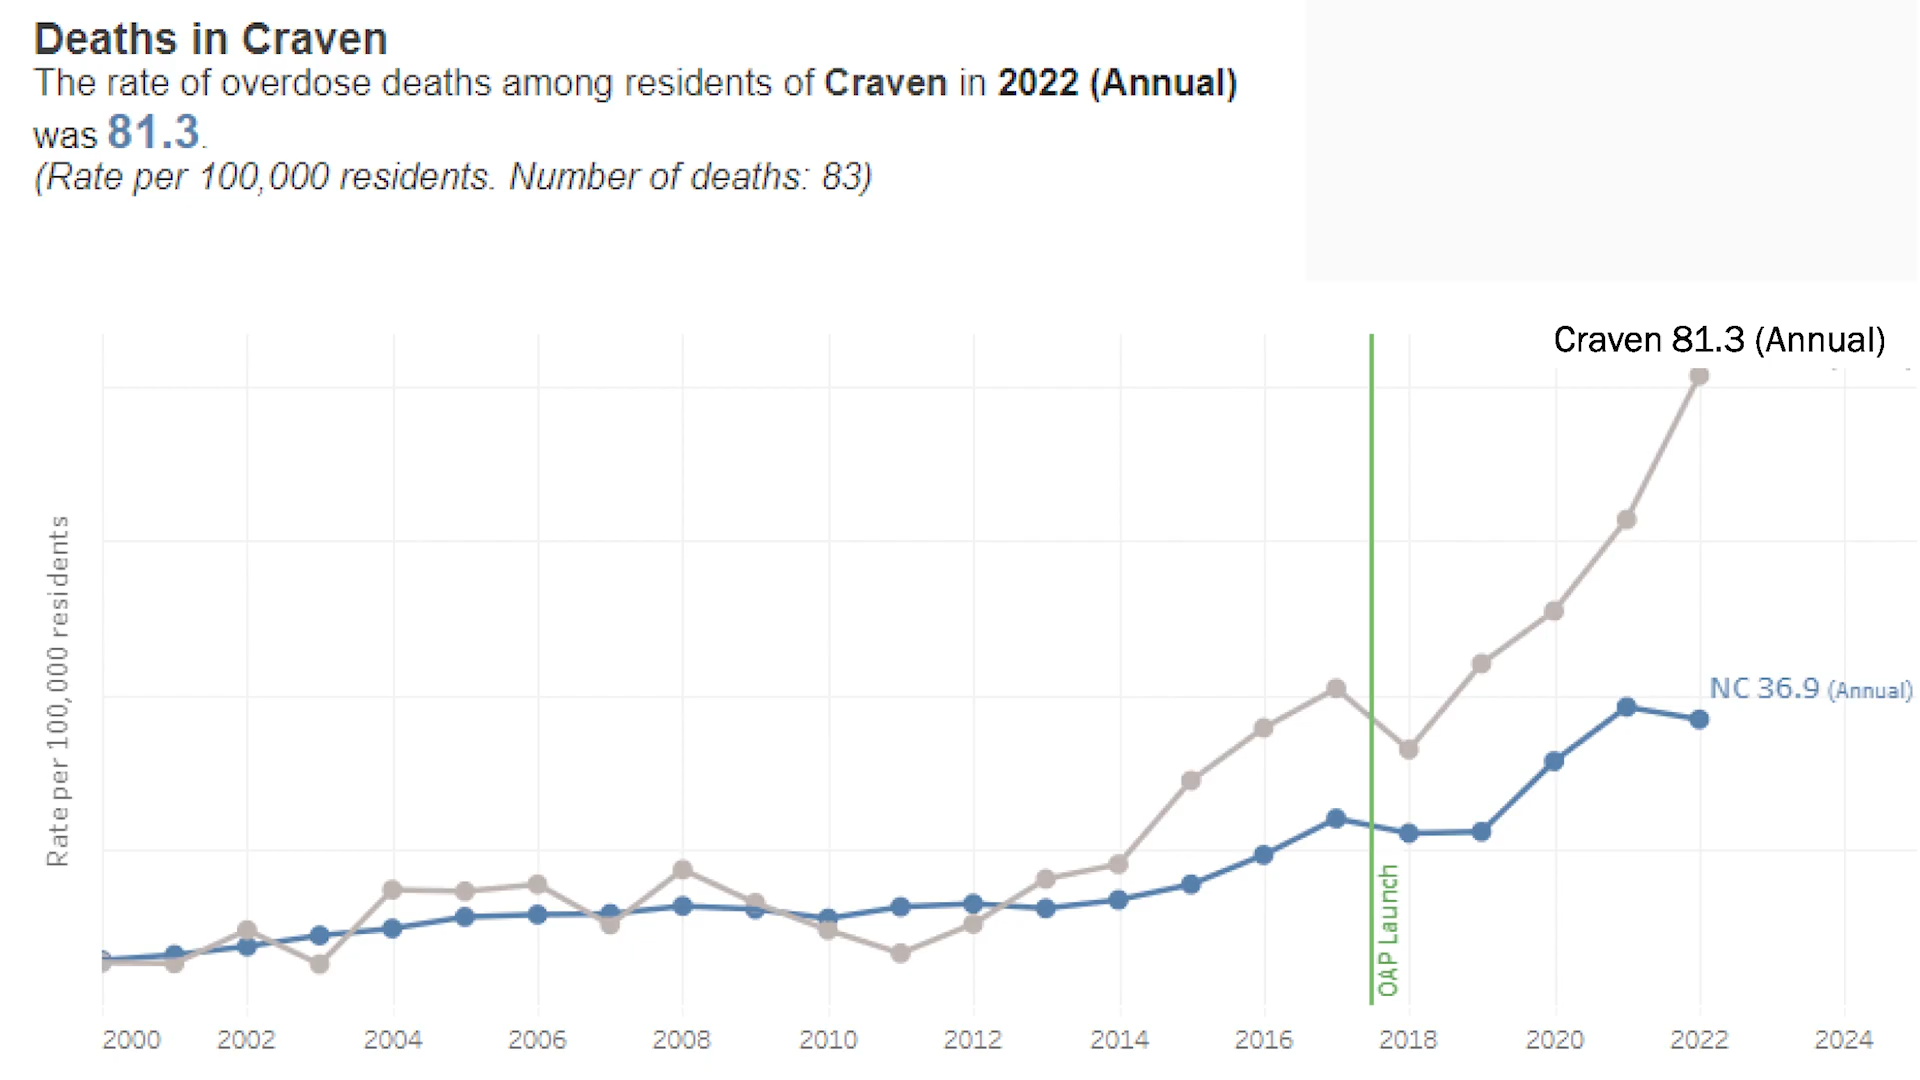 Deaths in Craven
The rate of overdose deaths among residents of Craven in 2022 (Annual)
was 81.3.
(Rate per 100,000 residents. Number of deaths: 83)
Craven 81.3 (Annual)
NC 36.9 (Annual)
Rate per 100,000 residents
OAP Launch
2000 2002 2004 2006 2008 2010 2012 2014 2016 2018 2020 2022 2024